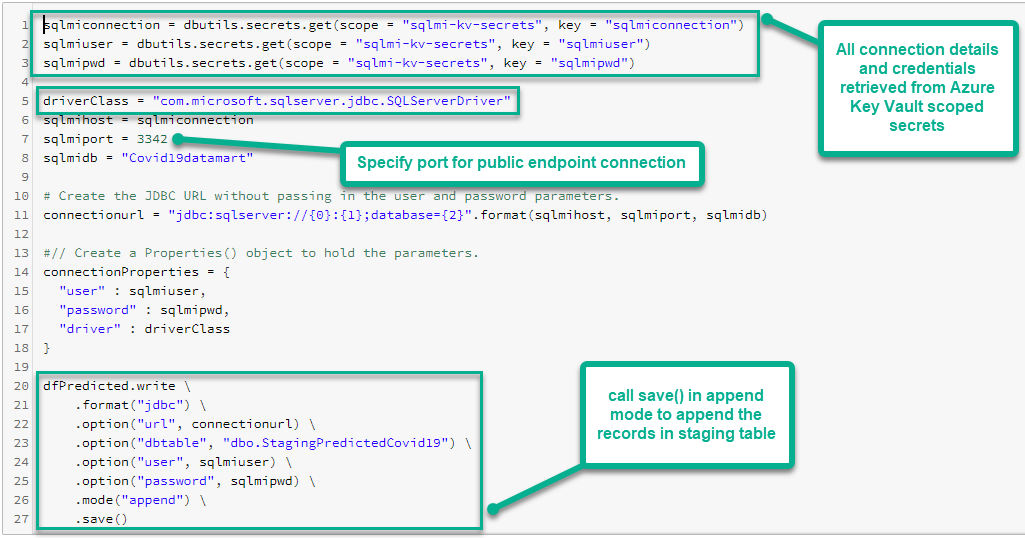 1 sqlmiconnection = dbutils.secrets.get(scope = "sqlmi-kv-secrets", key = "sqlmiconnection")
2 sqlmiuser = dbutils.secrets.get(scope = "sqlmi-kv-secrets", key = "sqlmiuser")
3 sqlmipwd = dbutils.secrets.get(scope = "sqlmi-kv-secrets", key = "sqlmipwd")
All connection details
and credentials
retrieved from Azure
Key Vault scoped
secrets
4
5 driverClass = "com.microsoft.sqlserver.jdbc.SQLServerDriver"
6 sqlmihost = sqlmiconnection
7 sqlmiport = 3342
Specify port for public endpoint connection
8 sqlmidb = "Covid19datamart"
9
10 # Create the JDBC URL without passing in the user and password parameters.
11 connectionurl = "jdbc:sqlserver://{0}:{1};database={2}".format(sqlmihost, sqlmiport, sqlmidb)
12
13 #// Create a Properties() object to hold the parameters.
14 connectionProperties = {
15   "user" : sqlmiuser,
16   "password" : sqlmipwd,
17   "driver" : driverClass
18 }
19
20 dfPredicted.write \
21     .format("jdbc") \
22     .option("url", connectionurl) \
23     .option("dbtable", "dbo.StagingPredictedCovid19") \
24     .option("user", sqlmiuser) \
25     .option("password", sqlmipwd) \
26     .mode("append") \
27     .save()
call save() in append
mode to append the
records in staging table